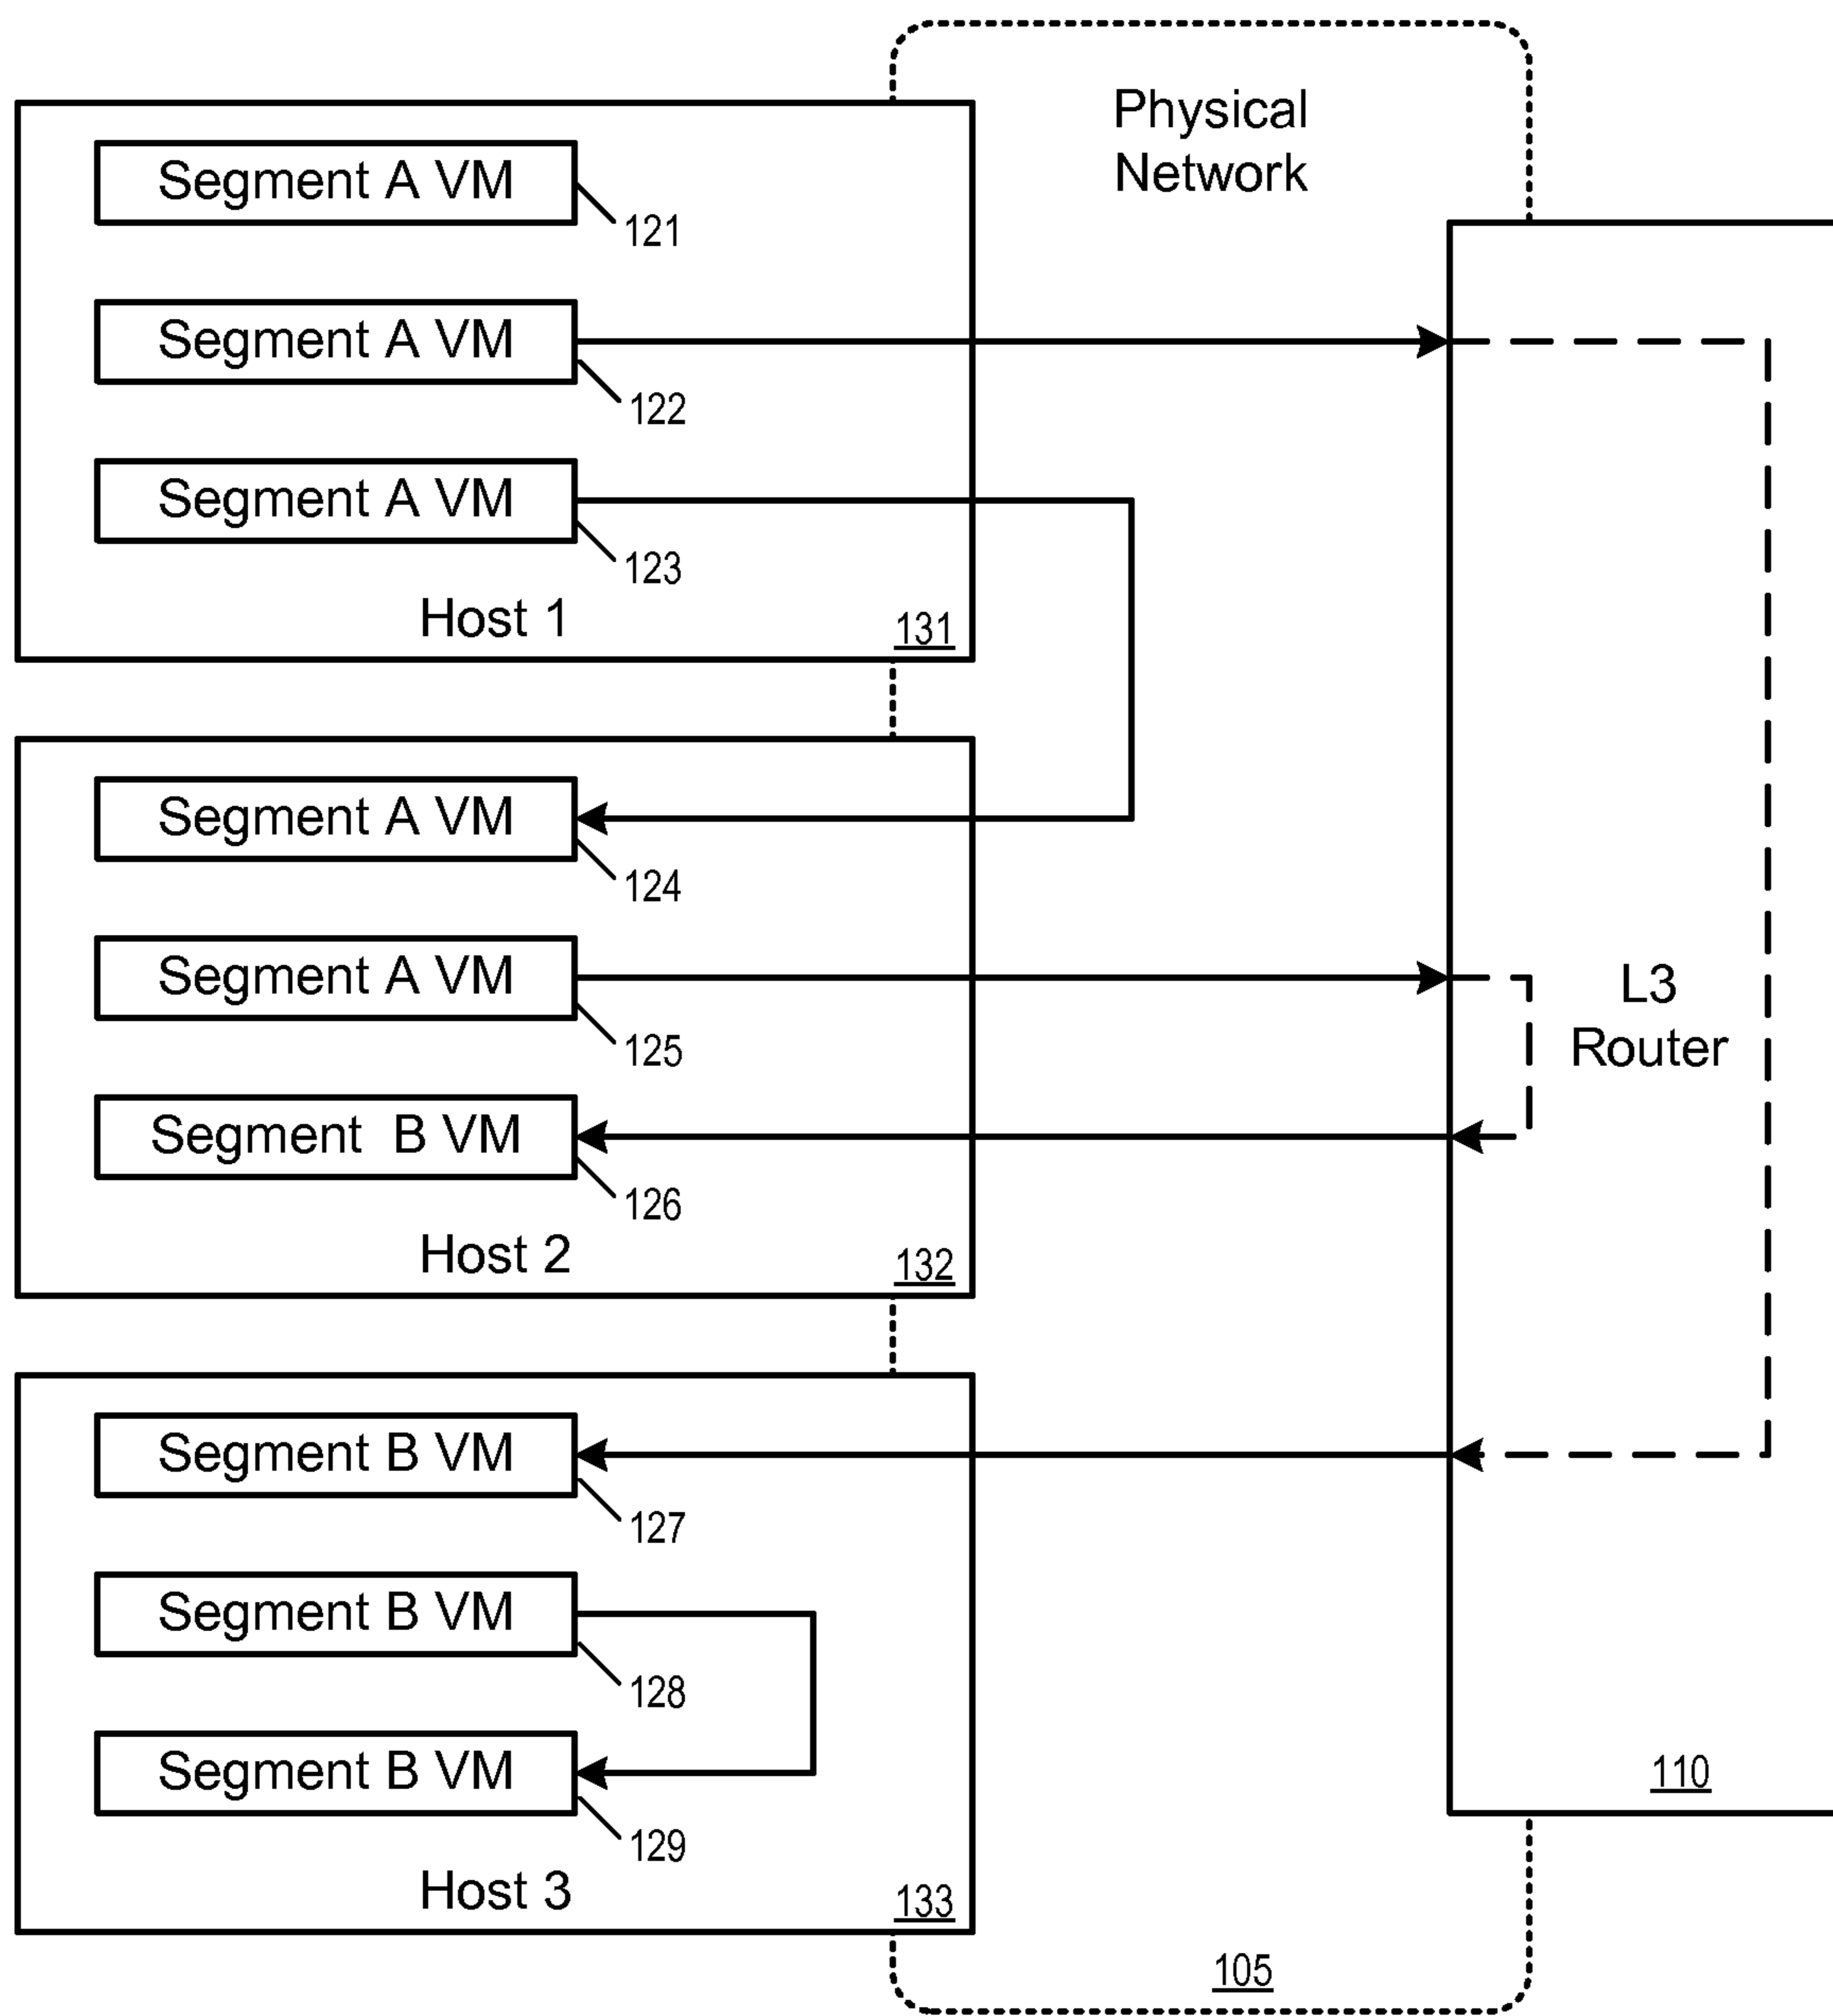 Physical
Network
Segment A VM
121
Segment A VM
122
Segment A VM
123
Host 1
131
Segment A VM
124
Segment A VM
125
Segment B VM
126
Host 2
132
L3
Router
Segment B VM
127
Segment B VM
128
Segment B VM
129
Host 3
133
110
105